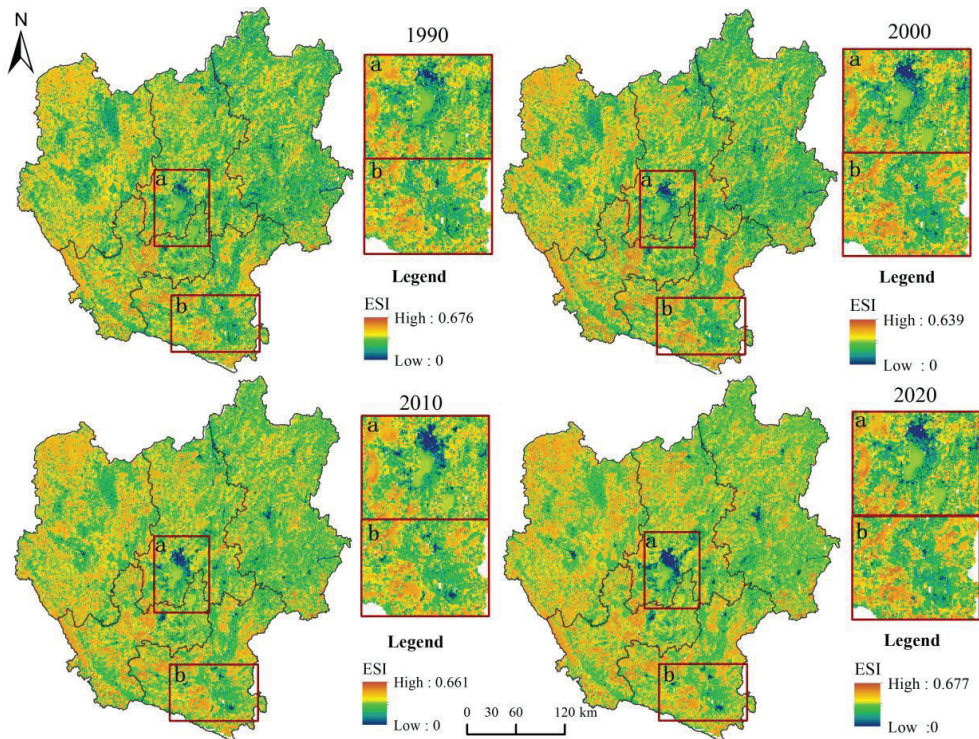 N
1990
a
b
a
b
Legend
ESI
High : 0.676
Low : 0
2000
a
b
a
b
Legend
ESI
High : 0.639
Low : 0
2010
a
b
a
b
Legend
ESI
High : 0.661
Low : 0
0 30 60 120 km
2020
a
b
a
b
Legend
ESI
High : 0.677
Low :0